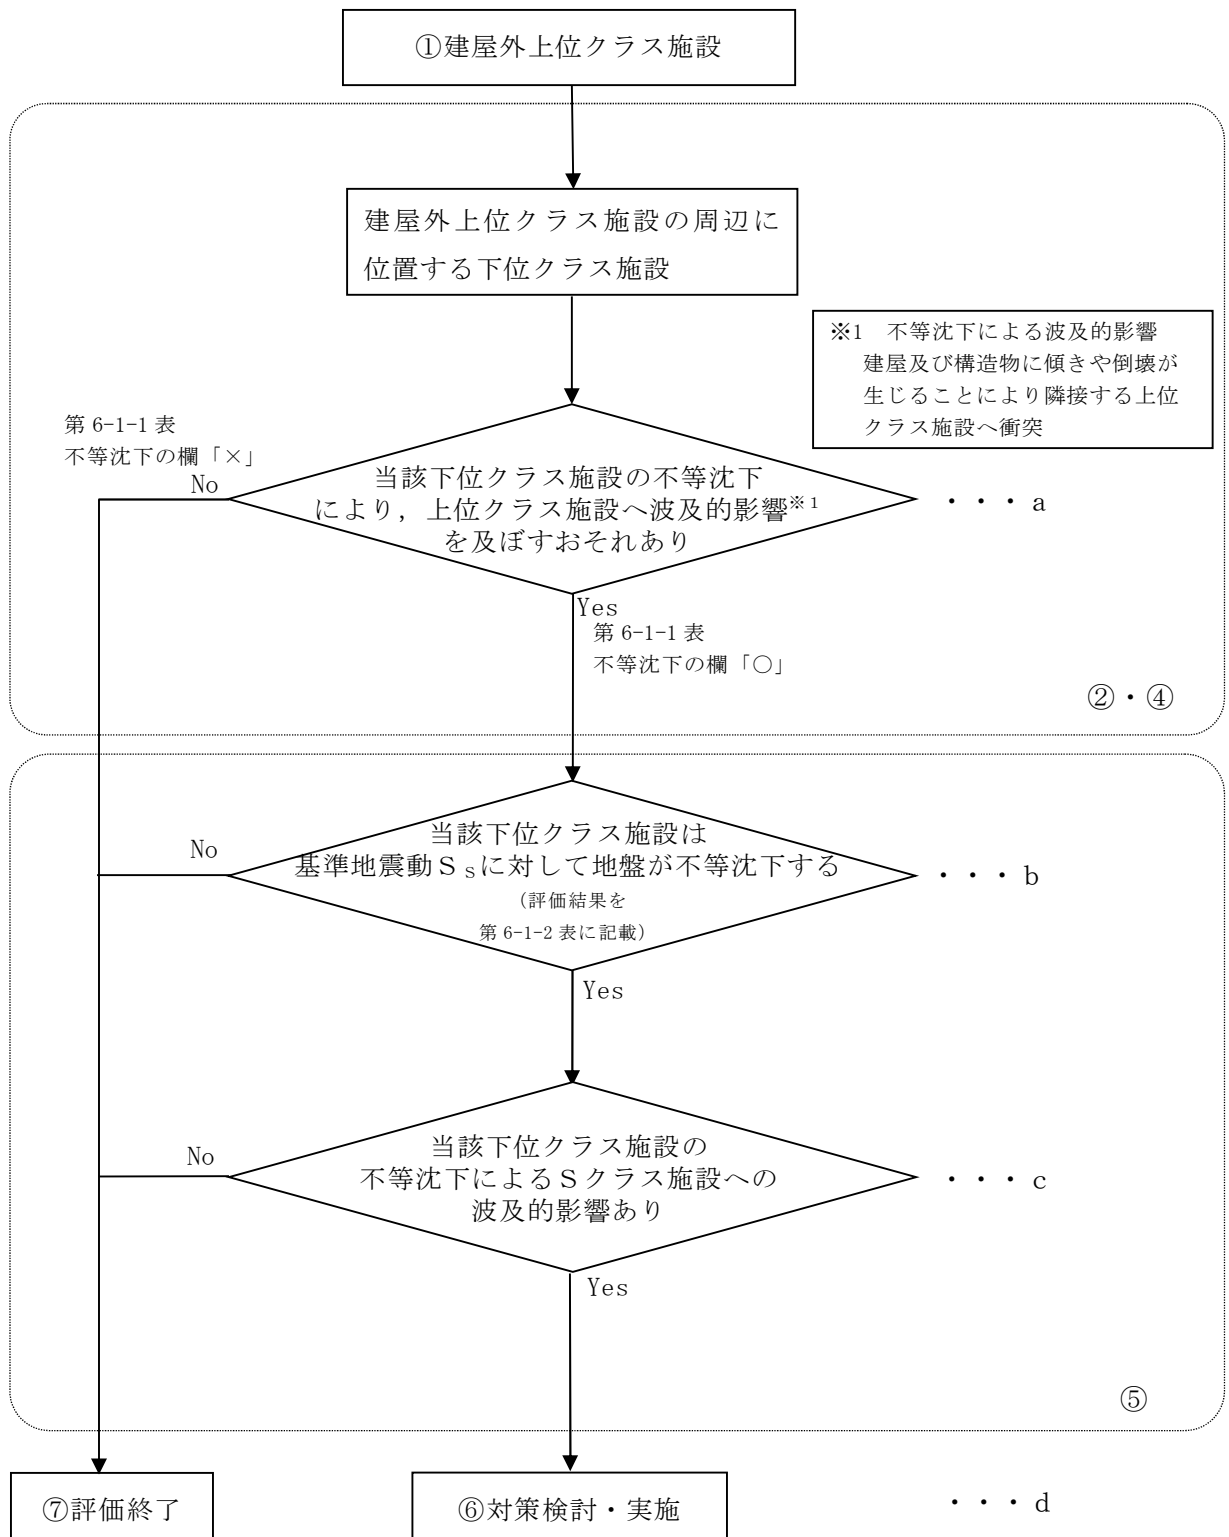 ①建屋外上位クラス施設
建屋外上位クラス施設の周辺に
位置する下位クラス施設
※1　不等沈下による波及的影響
建屋及び構造物に傾きや倒壊が
生じることにより隣接する上位
クラス施設へ衝突
第 6-1-1 表
不等沈下の欄「×」
No
当該下位クラス施設の不等沈下
により，上位クラス施設へ波及的影響※1
を及ぼすおそれあり
・・・ a
Yes
第 6-1-1 表
不等沈下の欄「○」
②・④
No
当該下位クラス施設は
基準地震動Ｓsに対して地盤が不等沈下する
（評価結果を
第 6-1-2 表に記載）
・・・ b
Yes
No
当該下位クラス施設の
不等沈下によるＳクラス施設への
波及的影響あり
・・・ c
Yes
⑤
⑦評価終了
⑥対策検討・実施
・・・ d